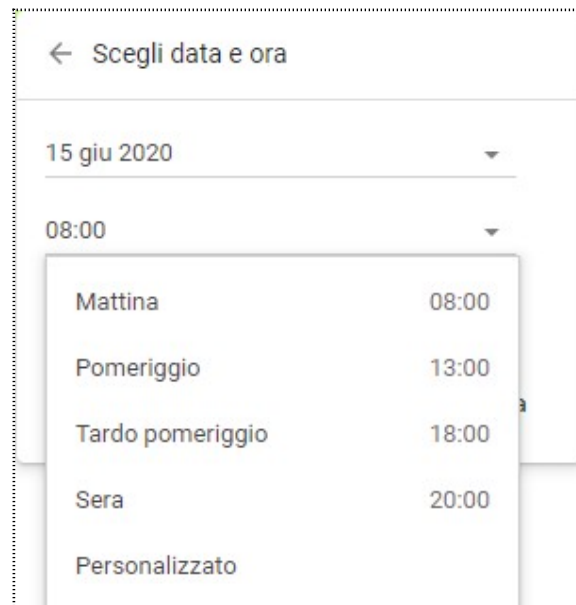 Scegli data e ora
15 giu 2020
08:00
Mattina 08:00
Pomeriggio 13:00
a
Tardo pomeriggio 18:00
Sera 20:00
Personalizzato